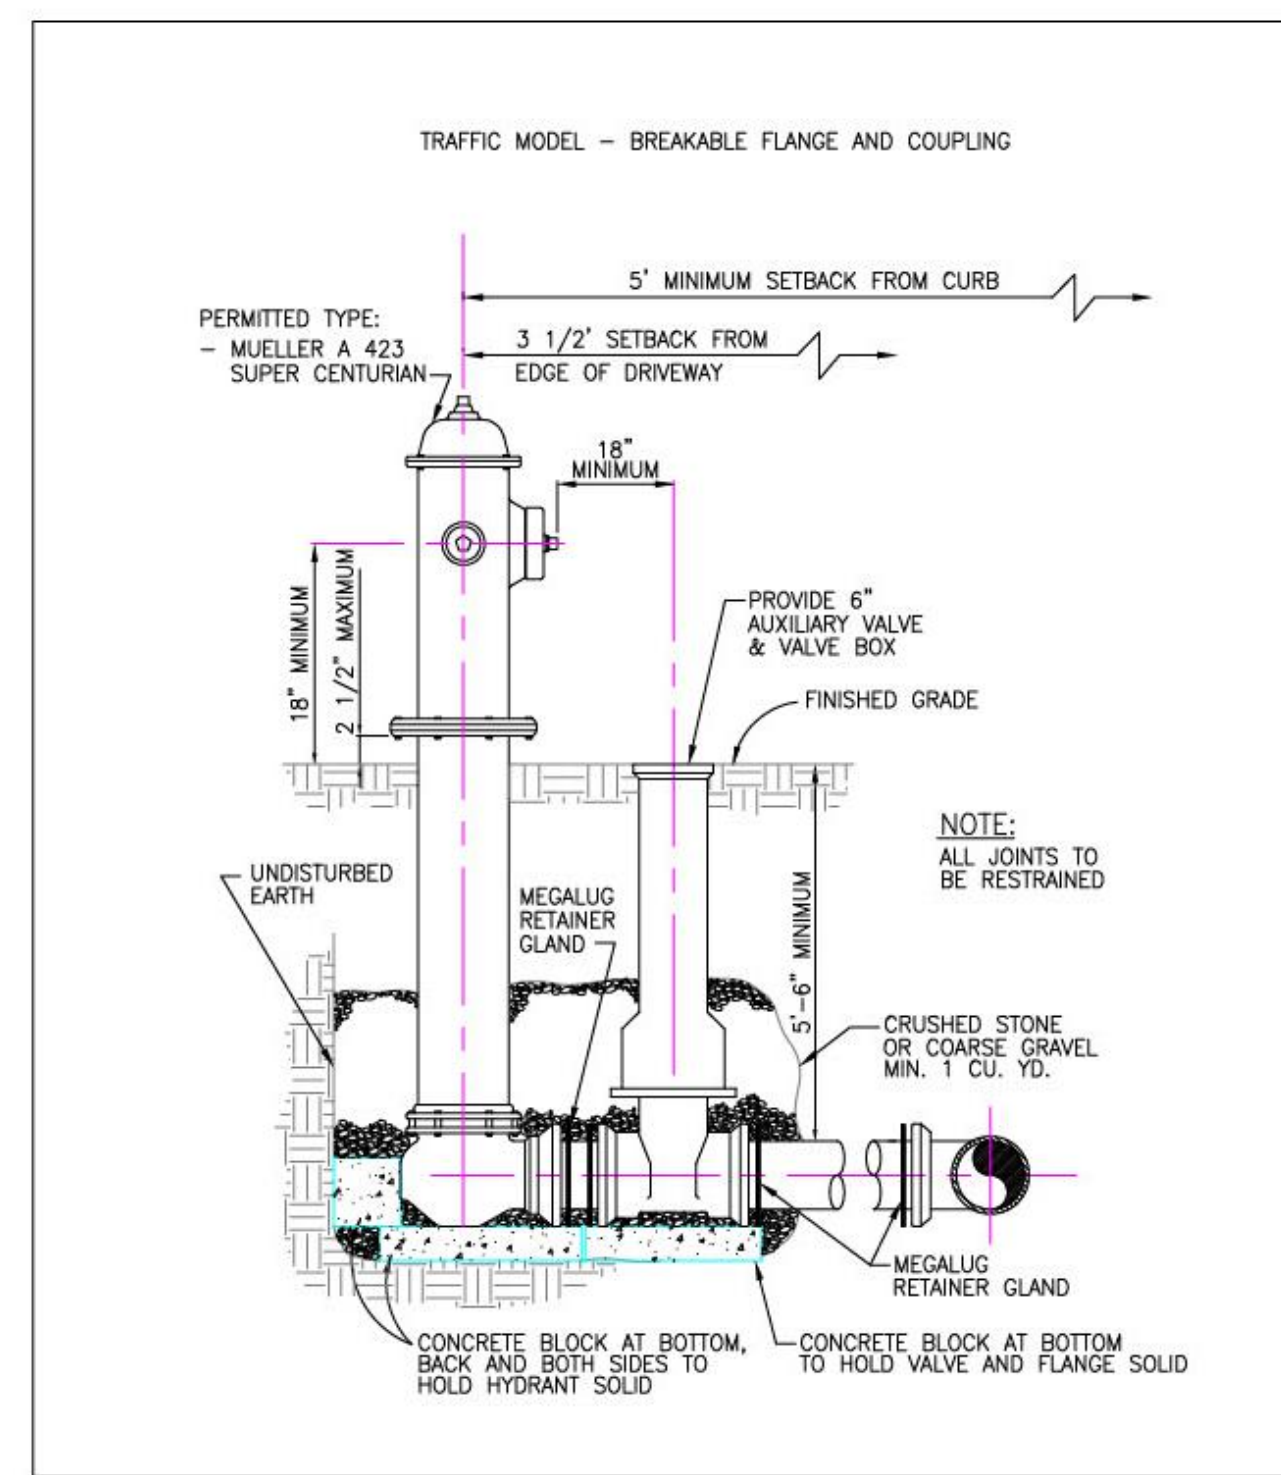 TRAFFIC MODEL – BREAKABLE FLANGE AND COUPLING
5' MINIMUM SETBACK FROM CURB
PERMITTED TYPE:
– MUELLER A 423
SUPER CENTURIAN
3 1/2' SETBACK FROM
EDGE OF DRIVEWAY
18"
MINIMUM
18" MINIMUM
2 1/2" MAXIMUM
PROVIDE 6"
AUXILIARY VALVE
& VALVE BOX
FINISHED GRADE
NOTE:
ALL JOINTS TO
BE RESTRAINED
UNDISTURBED
EARTH
MEGALUG
RETAINER
GLAND
5'–6" MINIMUM
CRUSHED STONE
OR COARSE GRAVEL
MIN. 1 CU. YD.
MEGALUG
RETAINER GLAND
CONCRETE BLOCK AT BOTTOM,
BACK AND BOTH SIDES TO
HOLD HYDRANT SOLID
CONCRETE BLOCK AT BOTTOM
TO HOLD VALVE AND FLANGE SOLID